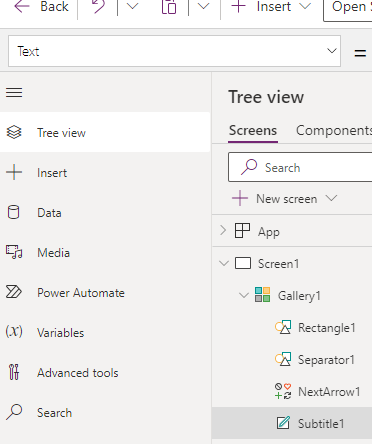 Back
Insert
Open
Text
=
Tree view
Insert
Data
Media
Power Automate
(x) Variables
Advanced tools
Search
Tree view
Screens Components
Search
New screen
App
Screen1
Gallery1
Rectangle1
Separator1
NextArrow1
Subtitle1